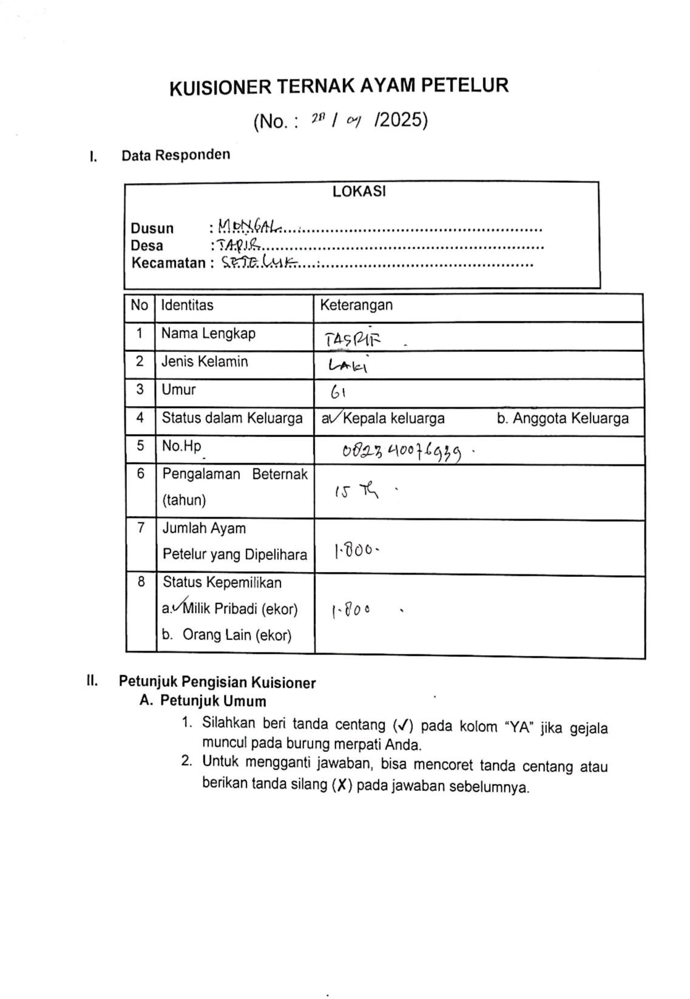 KUISIONER TERNAK AYAM PETELUR
(No. : 28 / 04 /2025)
I. Data Responden
LOKASI
Dusun : MONGAL
Desa : TAPIR
Kecamatan : SETELUK
No Identitas Keterangan
1 Nama Lengkap TASRIF
2 Jenis Kelamin LAKi
3 Umur 61
4 Status dalam Keluarga a✓ Kepala keluarga b. Anggota Keluarga
5 No.Hp 082340076939
6 Pengalaman Beternak
(tahun) 15 Th
7 Jumlah Ayam
Petelur yang Dipelihara 1.800
8 Status Kepemilikan
a.✓ Milik Pribadi (ekor) 1.800
b. Orang Lain (ekor)
II. Petunjuk Pengisian Kuisioner
A. Petunjuk Umum
1. Silahkan beri tanda centang (✓) pada kolom “YA” jika gejala
muncul pada burung merpati Anda.
2. Untuk mengganti jawaban, bisa mencoret tanda centang atau
berikan tanda silang (✗) pada jawaban sebelumnya.